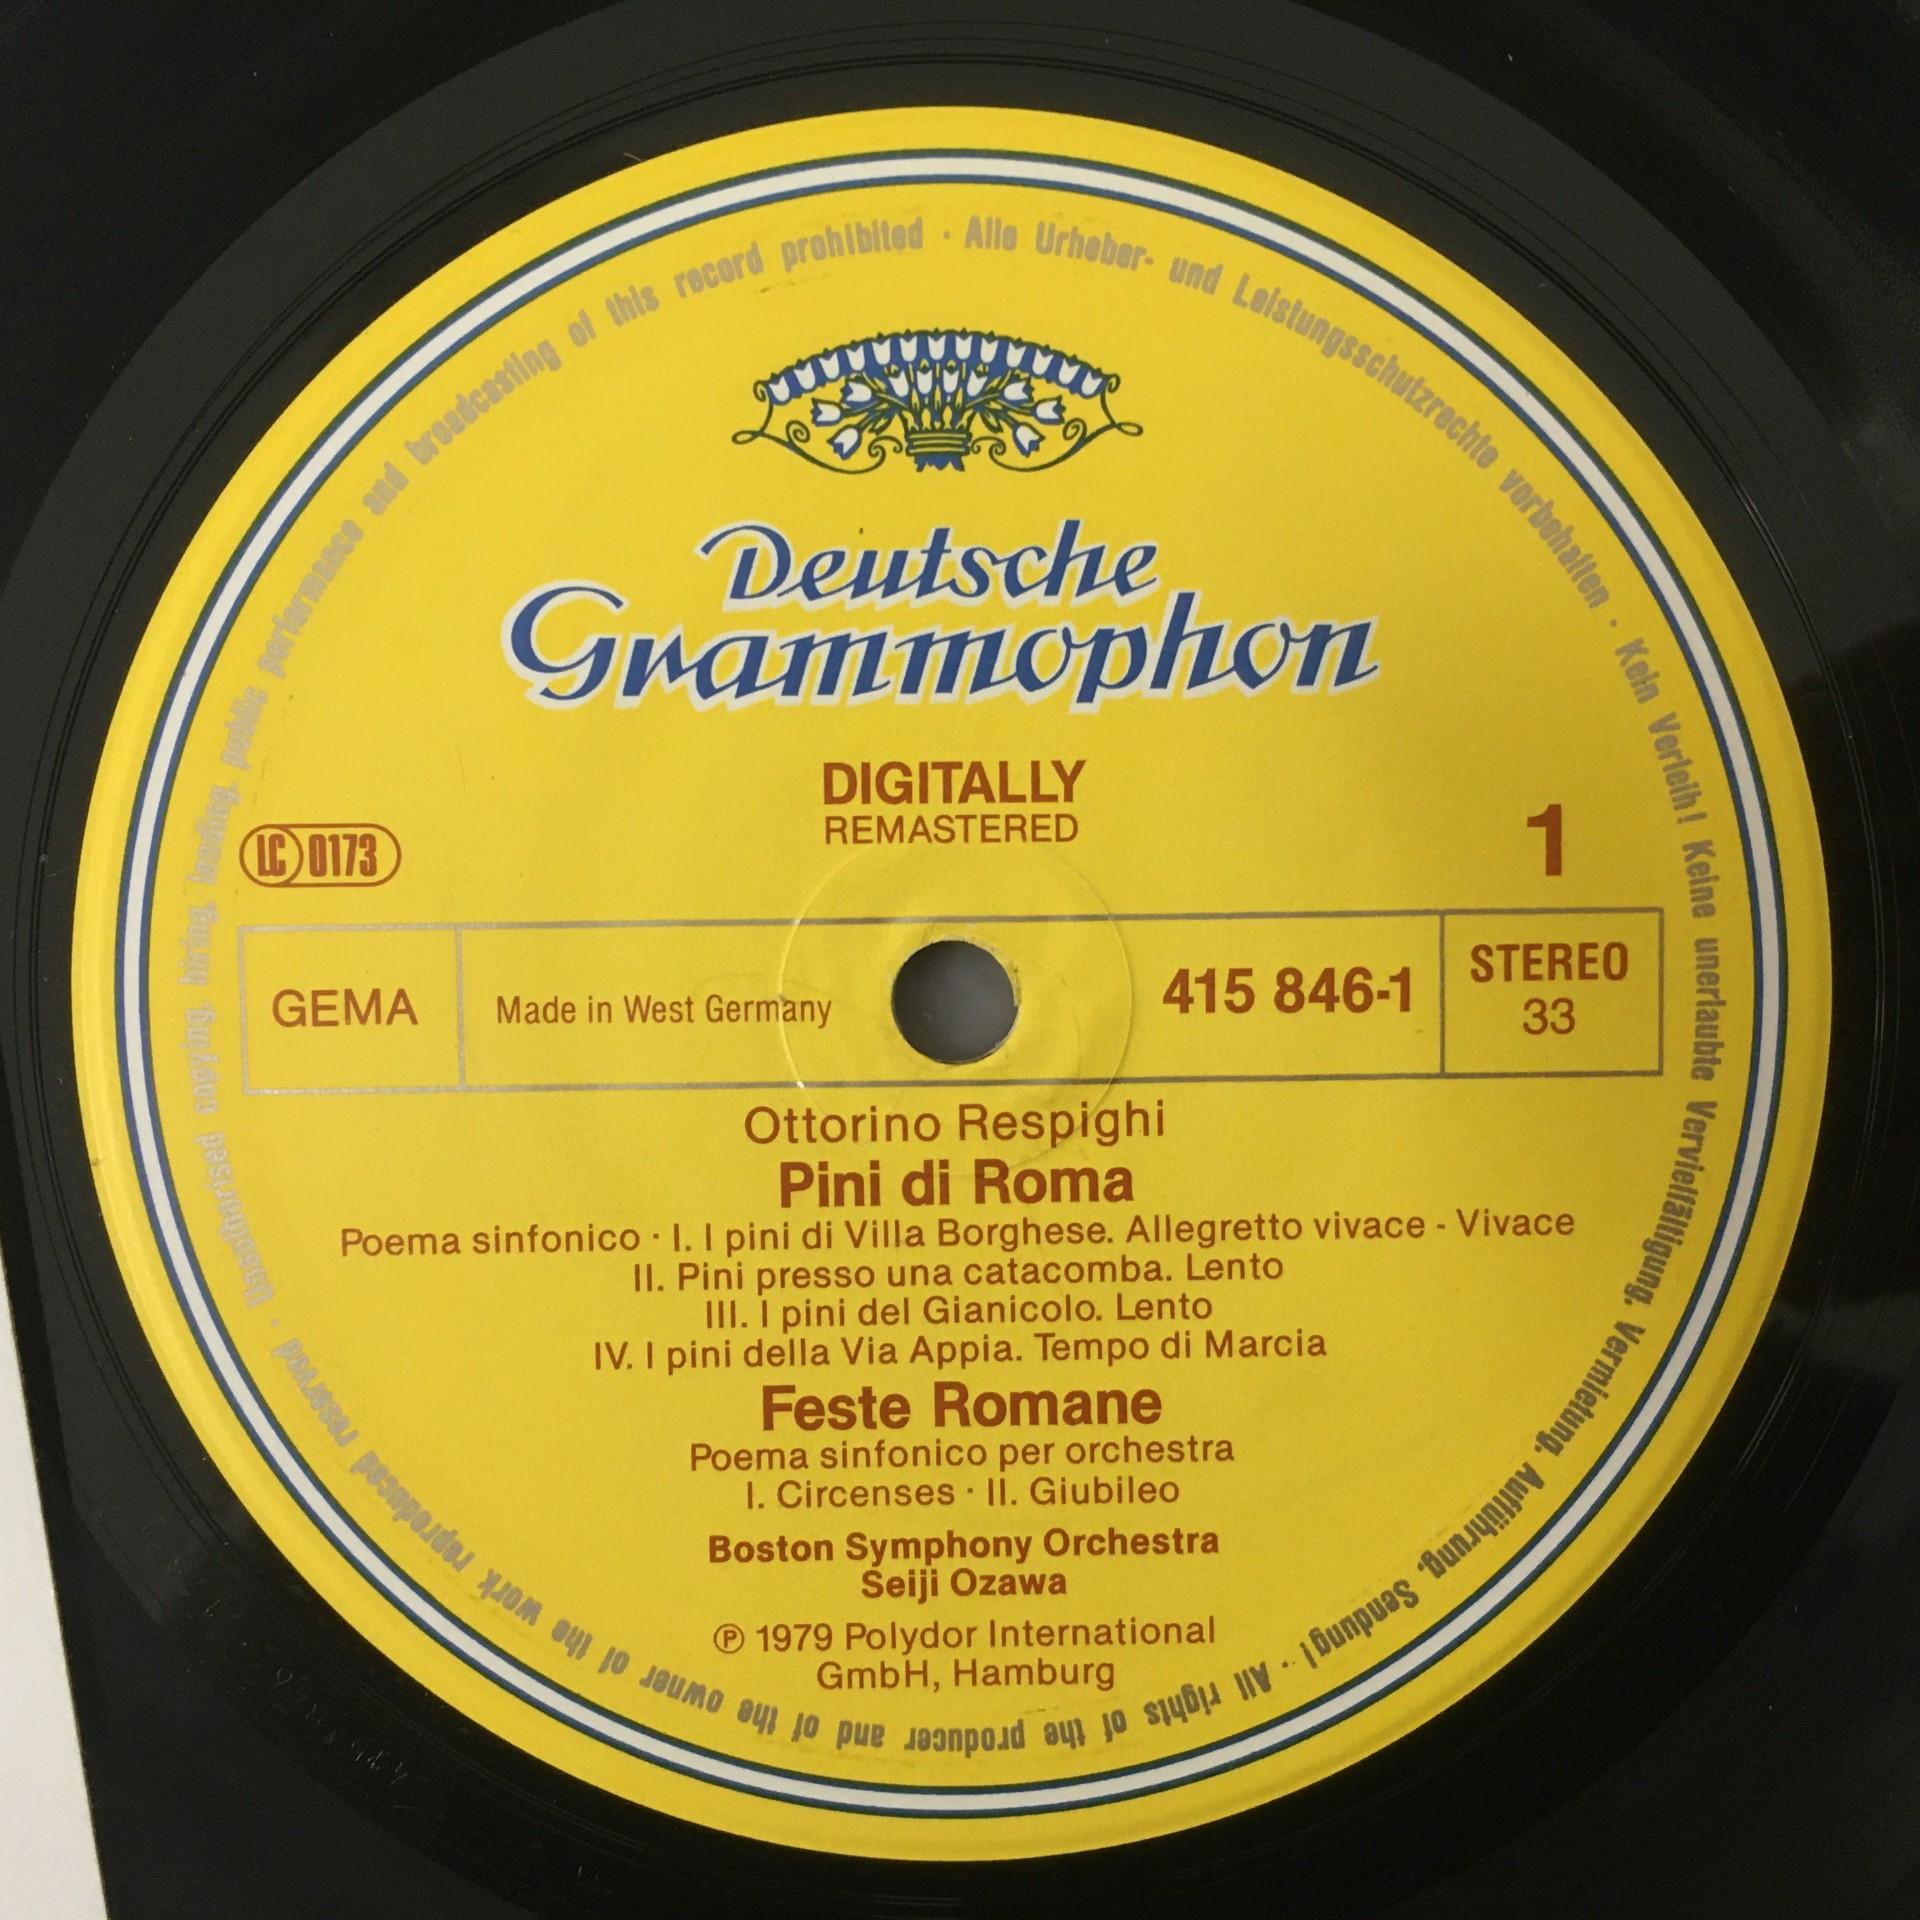 Deutsche
Grammophon
DIGITALLY
REMASTERED
LC 0173
1
GEMA
Made in West Germany
415 846-1
STEREO
33
Ottorino Respighi
Pini di Roma
Poema sinfonico · I. I pini di Villa Borghese. Allegretto vivace - Vivace
II. Pini presso una catacomba. Lento
III. I pini del Gianicolo. Lento
IV. I pini della Via Appia. Tempo di Marcia
Feste Romane
Poema sinfonico per orchestra
I. Circenses · II. Giubileo
Boston Symphony Orchestra
Seiji Ozawa
℗ 1979 Polydor International
GmbH, Hamburg
Alle Urheber- und Leistungsschutzrechte vorbehalten · Kein Verleih! Keine unerlaubte Vervielfältigung, Vermietung, Aufführung, Sendung! · All rights of the producer and of the owner of the work reproduced reserved · Unauthorised copying, hiring, lending, public performance and broadcasting of this record prohibited ·